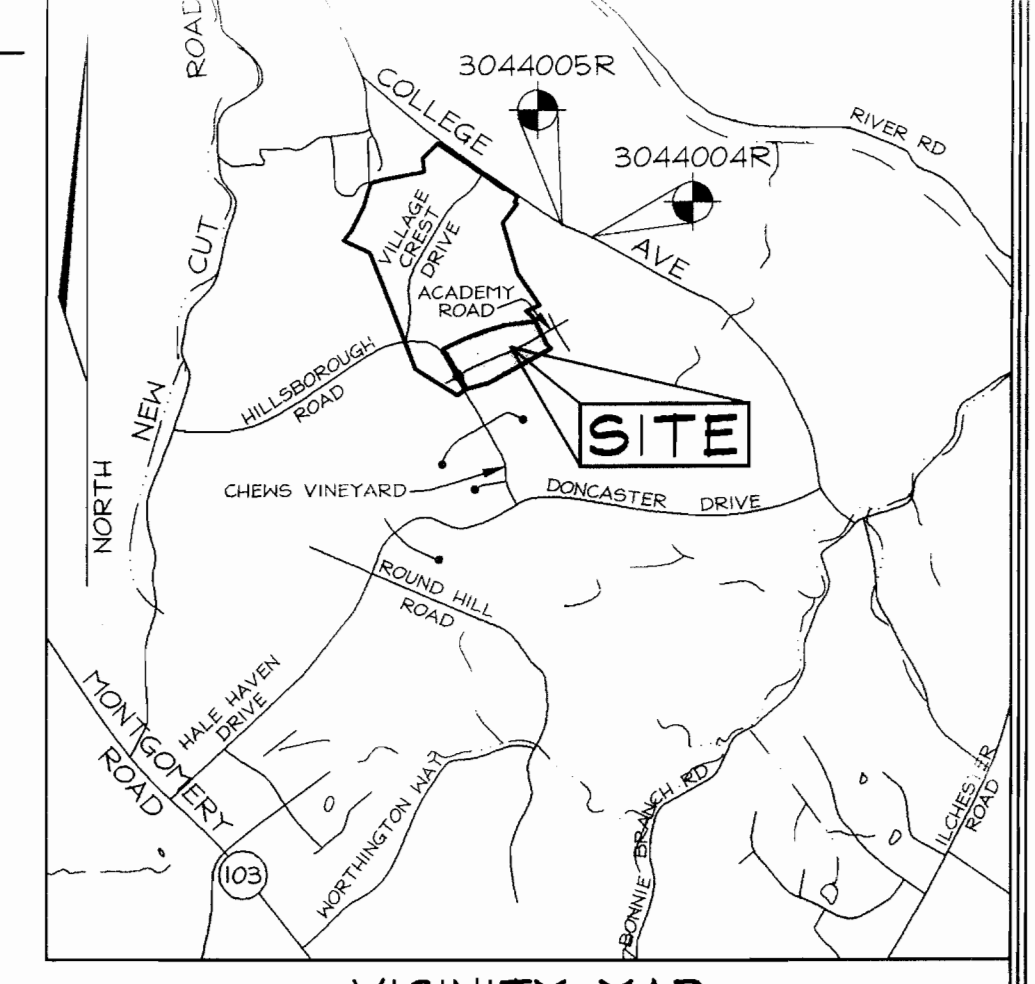 ROAD
COLLEGE
3044005R
3044004R
RIVER RD
AVE
VILLAGE
CREST
DRIVE
ACADEMY
ROAD
CUT
NEW
HILLSBOROUGH
ROAD
SITE
NORTH
CHEWS VINEYARD
DONCASTER DRIVE
ROUND HILL
ROAD
HALE HAVEN
DRIVE
MONTGOMERY
ROAD
103
WORTHINGTON WAY
BONNIE BRANCH RD
ILCHESTER
ROAD
VICINITY MAP